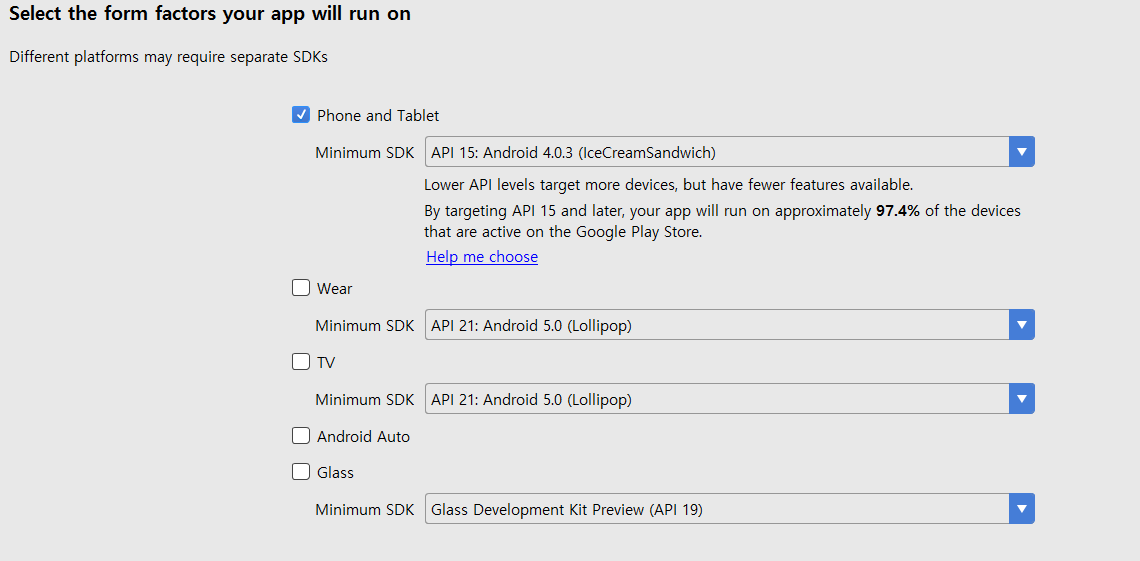 Select the form factors your app will run on
Different platforms may require separate SDKs
Phone and Tablet
Minimum SDK API 15: Android 4.0.3 (IceCreamSandwich)
Lower API levels target more devices, but have fewer features available.
By targeting API 15 and later, your app will run on approximately 97.4% of the devices
that are active on the Google Play Store.
Help me choose
Wear
Minimum SDK API 21: Android 5.0 (Lollipop)
TV
Minimum SDK API 21: Android 5.0 (Lollipop)
Android Auto
Glass
Minimum SDK Glass Development Kit Preview (API 19)